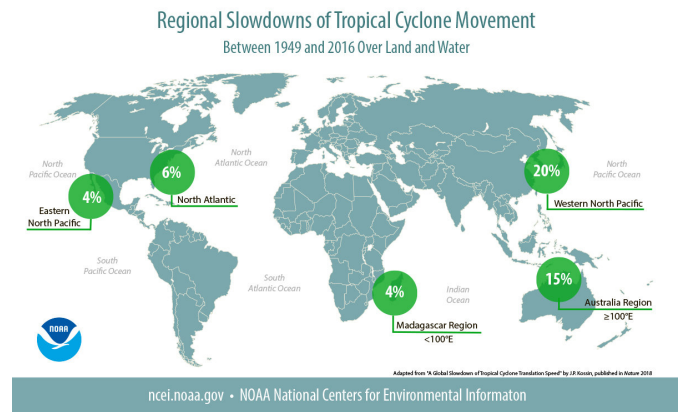 Regional Slowdowns of Tropical Cyclone Movement
Between 1949 and 2016 Over Land and Water
North
Atlantic Ocean
North
Pacific Ocean
North
Pacific Ocean
6%
20%
4%
North Atlantic
Western North Pacific
Eastern
North Pacific
South
Pacific Ocean
South
Atlantic Ocean
Indian
Ocean
15%
4%
Australia Region
≥100°E
Madagascar Region
<100°E
NOAA
Adapted from "A Global Slowdown of Tropical Cyclone Translation Speed" by J.P. Kossin, published in Nature 2018
ncei.noaa.gov • NOAA National Centers for Environmental Informaton